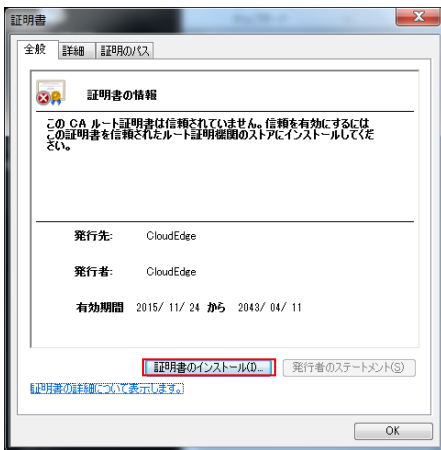 証明書
全般
詳細
証明のパス
証明書の情報
この CA ルート証明書は信頼されていません。信頼を有効にするには
この証明書を信頼されたルート証明機関のストアにインストールしてくだ
さい。
発行先: CloudEdge
発行者: CloudEdge
有効期間 2015/ 11/ 24 から 2043/ 04/ 11
証明書のインストール(I)...
発行者のステートメント(S)
証明書の詳細について表示します。
OK